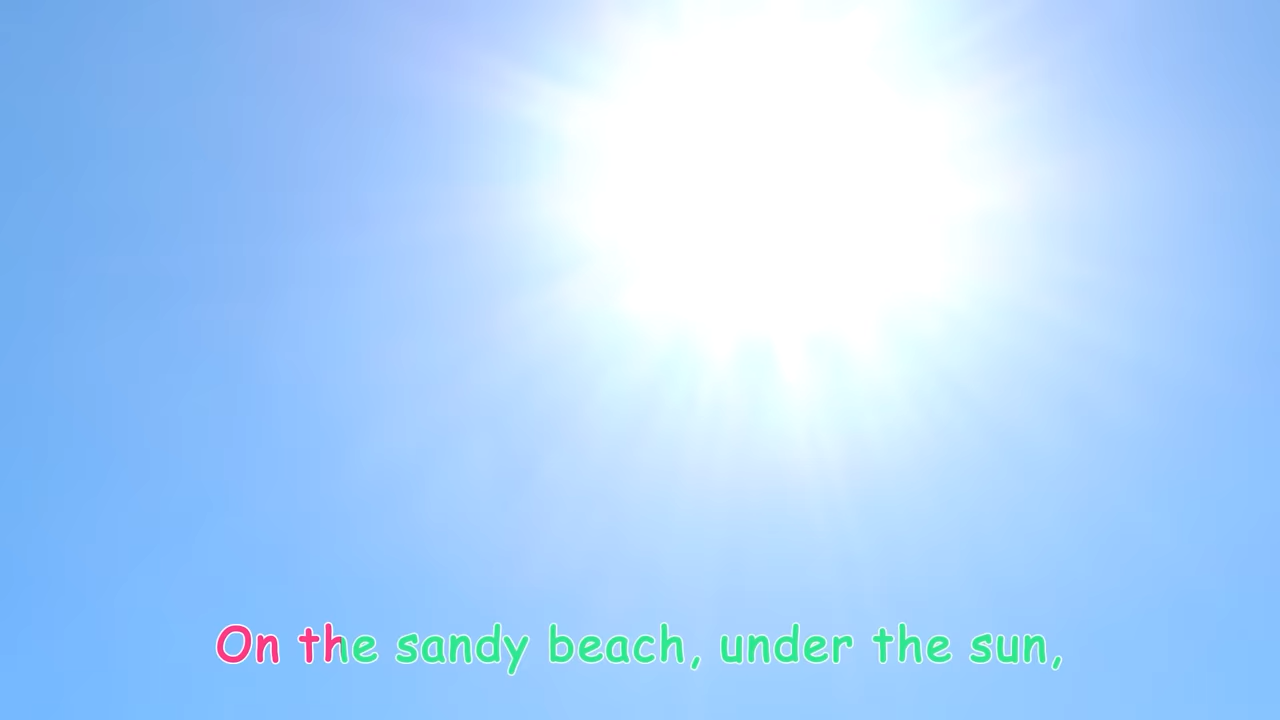 On the sandy beach, under the sun,